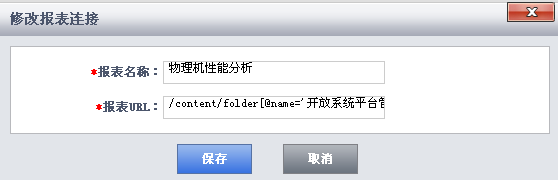 修改报表连接
*报表名称：物理机性能分析
*报表URL：/content/folder[@name='开放系统平台管
保存 取消